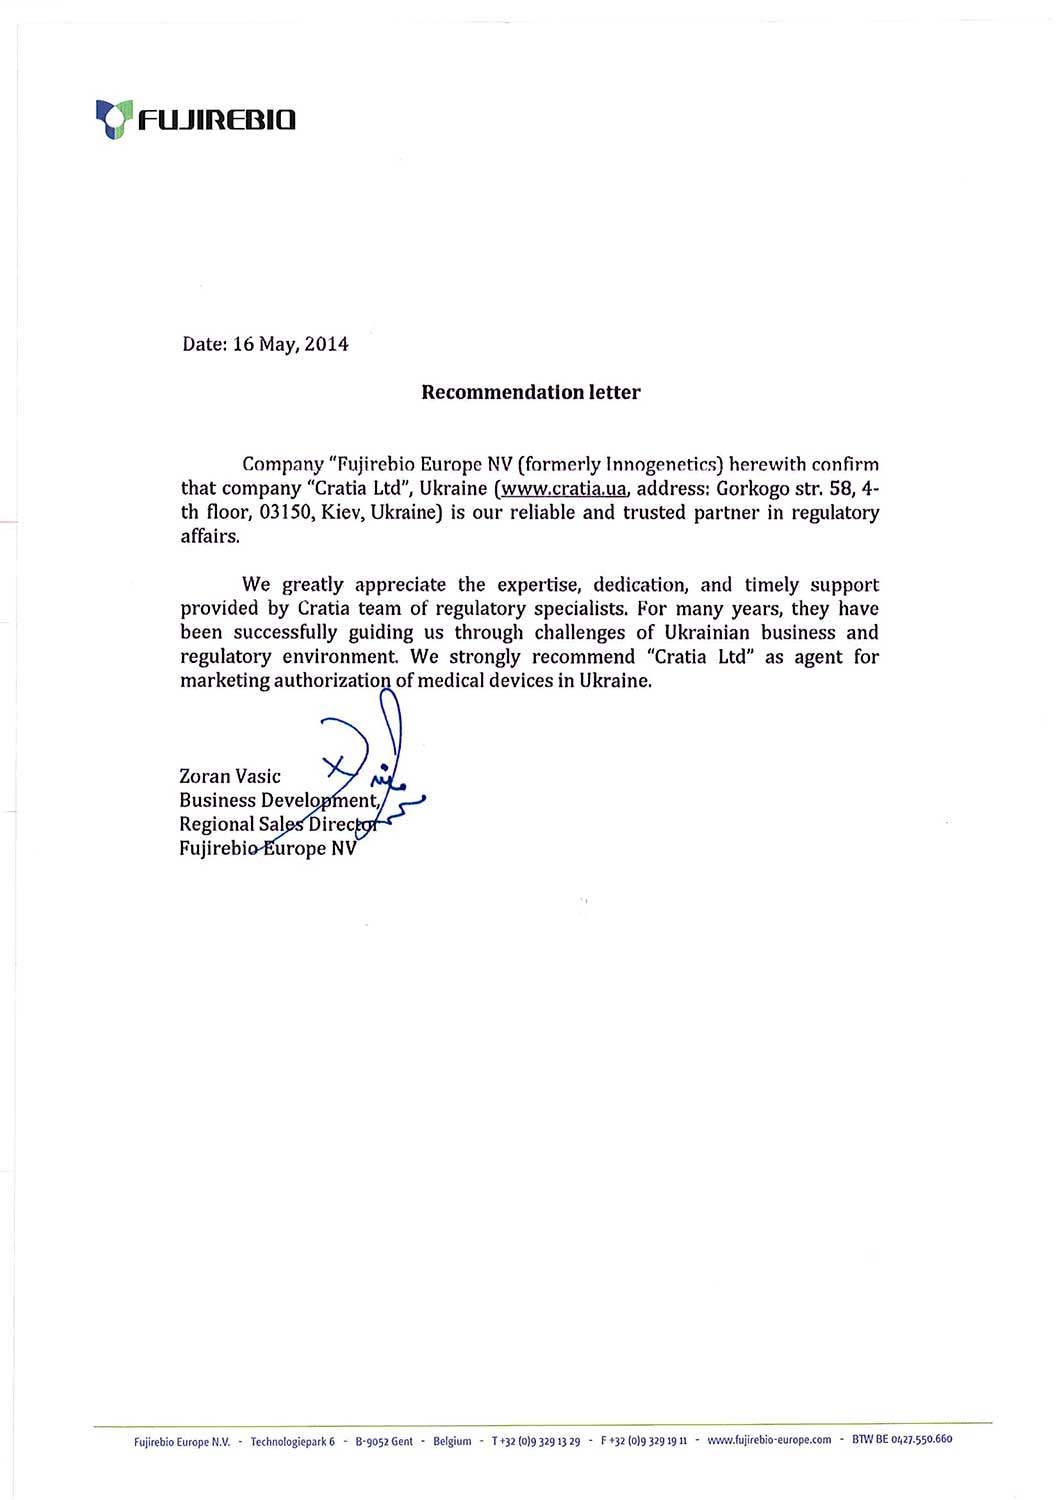 FUJIREBIO
Date: 16 May, 2014
Recommendation letter
Company “Fujirebio Europe NV (formerly Innogenetics) herewith confirm
that company “Cratia Ltd”, Ukraine (www.cratia.ua, address: Gorkogo str. 58, 4-
th floor, 03150, Kiev, Ukraine) is our reliable and trusted partner in regulatory
affairs.
We greatly appreciate the expertise, dedication, and timely support
provided by Cratia team of regulatory specialists. For many years, they have
been successfully guiding us through challenges of Ukrainian business and
regulatory environment. We strongly recommend “Cratia Ltd” as agent for
marketing authorization of medical devices in Ukraine.
Zoran Vasic
Business Development,
Regional Sales Director
Fujirebio Europe NV
Fujirebio Europe N.V. - Technologiepark 6 - B-9052 Gent - Belgium - T +32 (0)9 329 13 29 - F +32 (0)9 329 19 11 - www.fujirebio-europe.com - BTW BE 0427.550.660